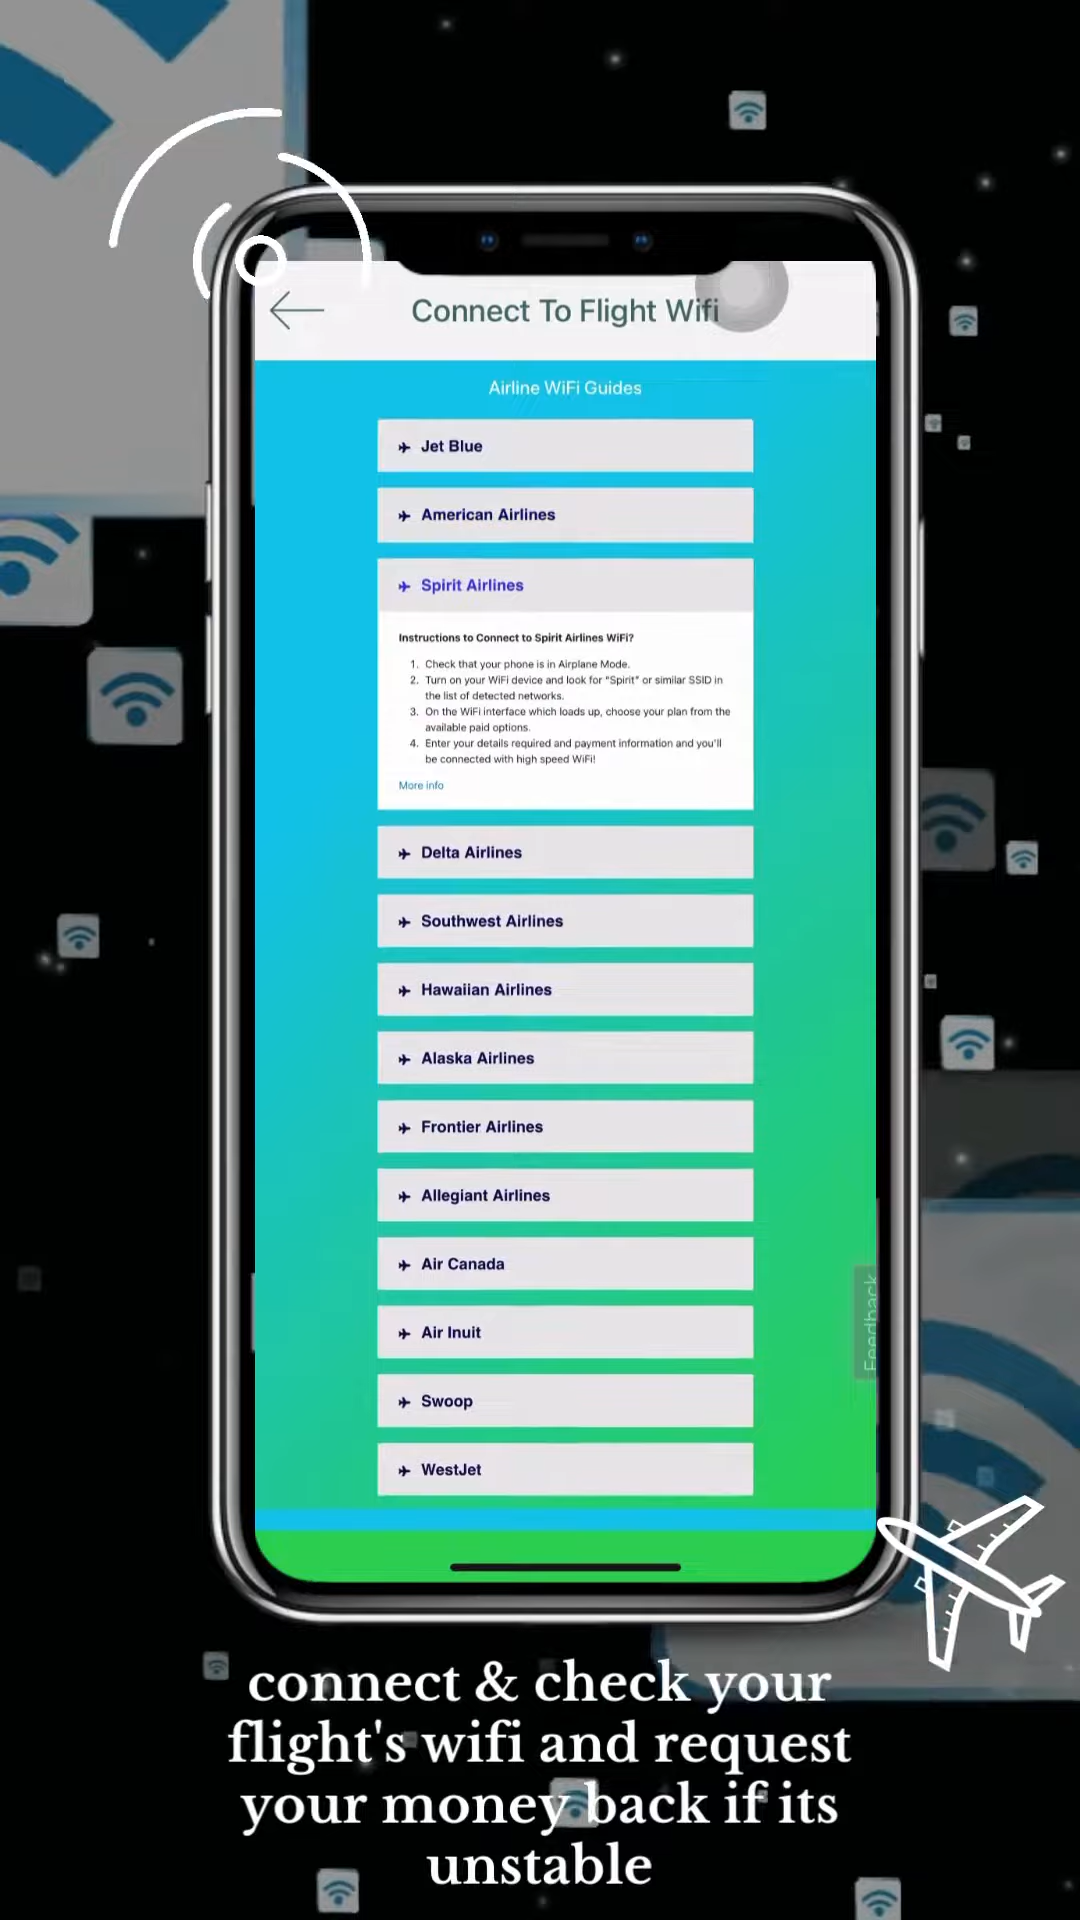 Connect To Flight Wifi
Airline WiFi Guides
Jet Blue
American Airlines
Spirit Airlines
Instructions to Connect to Spirit Airlines WiFi?
1. Check that your phone is in Airplane Mode.
2. Turn on your WiFi device and look for "Spirit" or similar SSID in
the list of detected networks.
3. On the WiFi interface which loads up, choose your plan from the
available paid options.
4. Enter your details required and payment information and you'll
be connected with high speed WiFi!
More info
Delta Airlines
Southwest Airlines
Hawaiian Airlines
Alaska Airlines
Frontier Airlines
Allegiant Airlines
Air Canada
Feedback
Air Inuit
Swoop
WestJet
connect & check your
flight's wifi and request
your money back if its
unstable